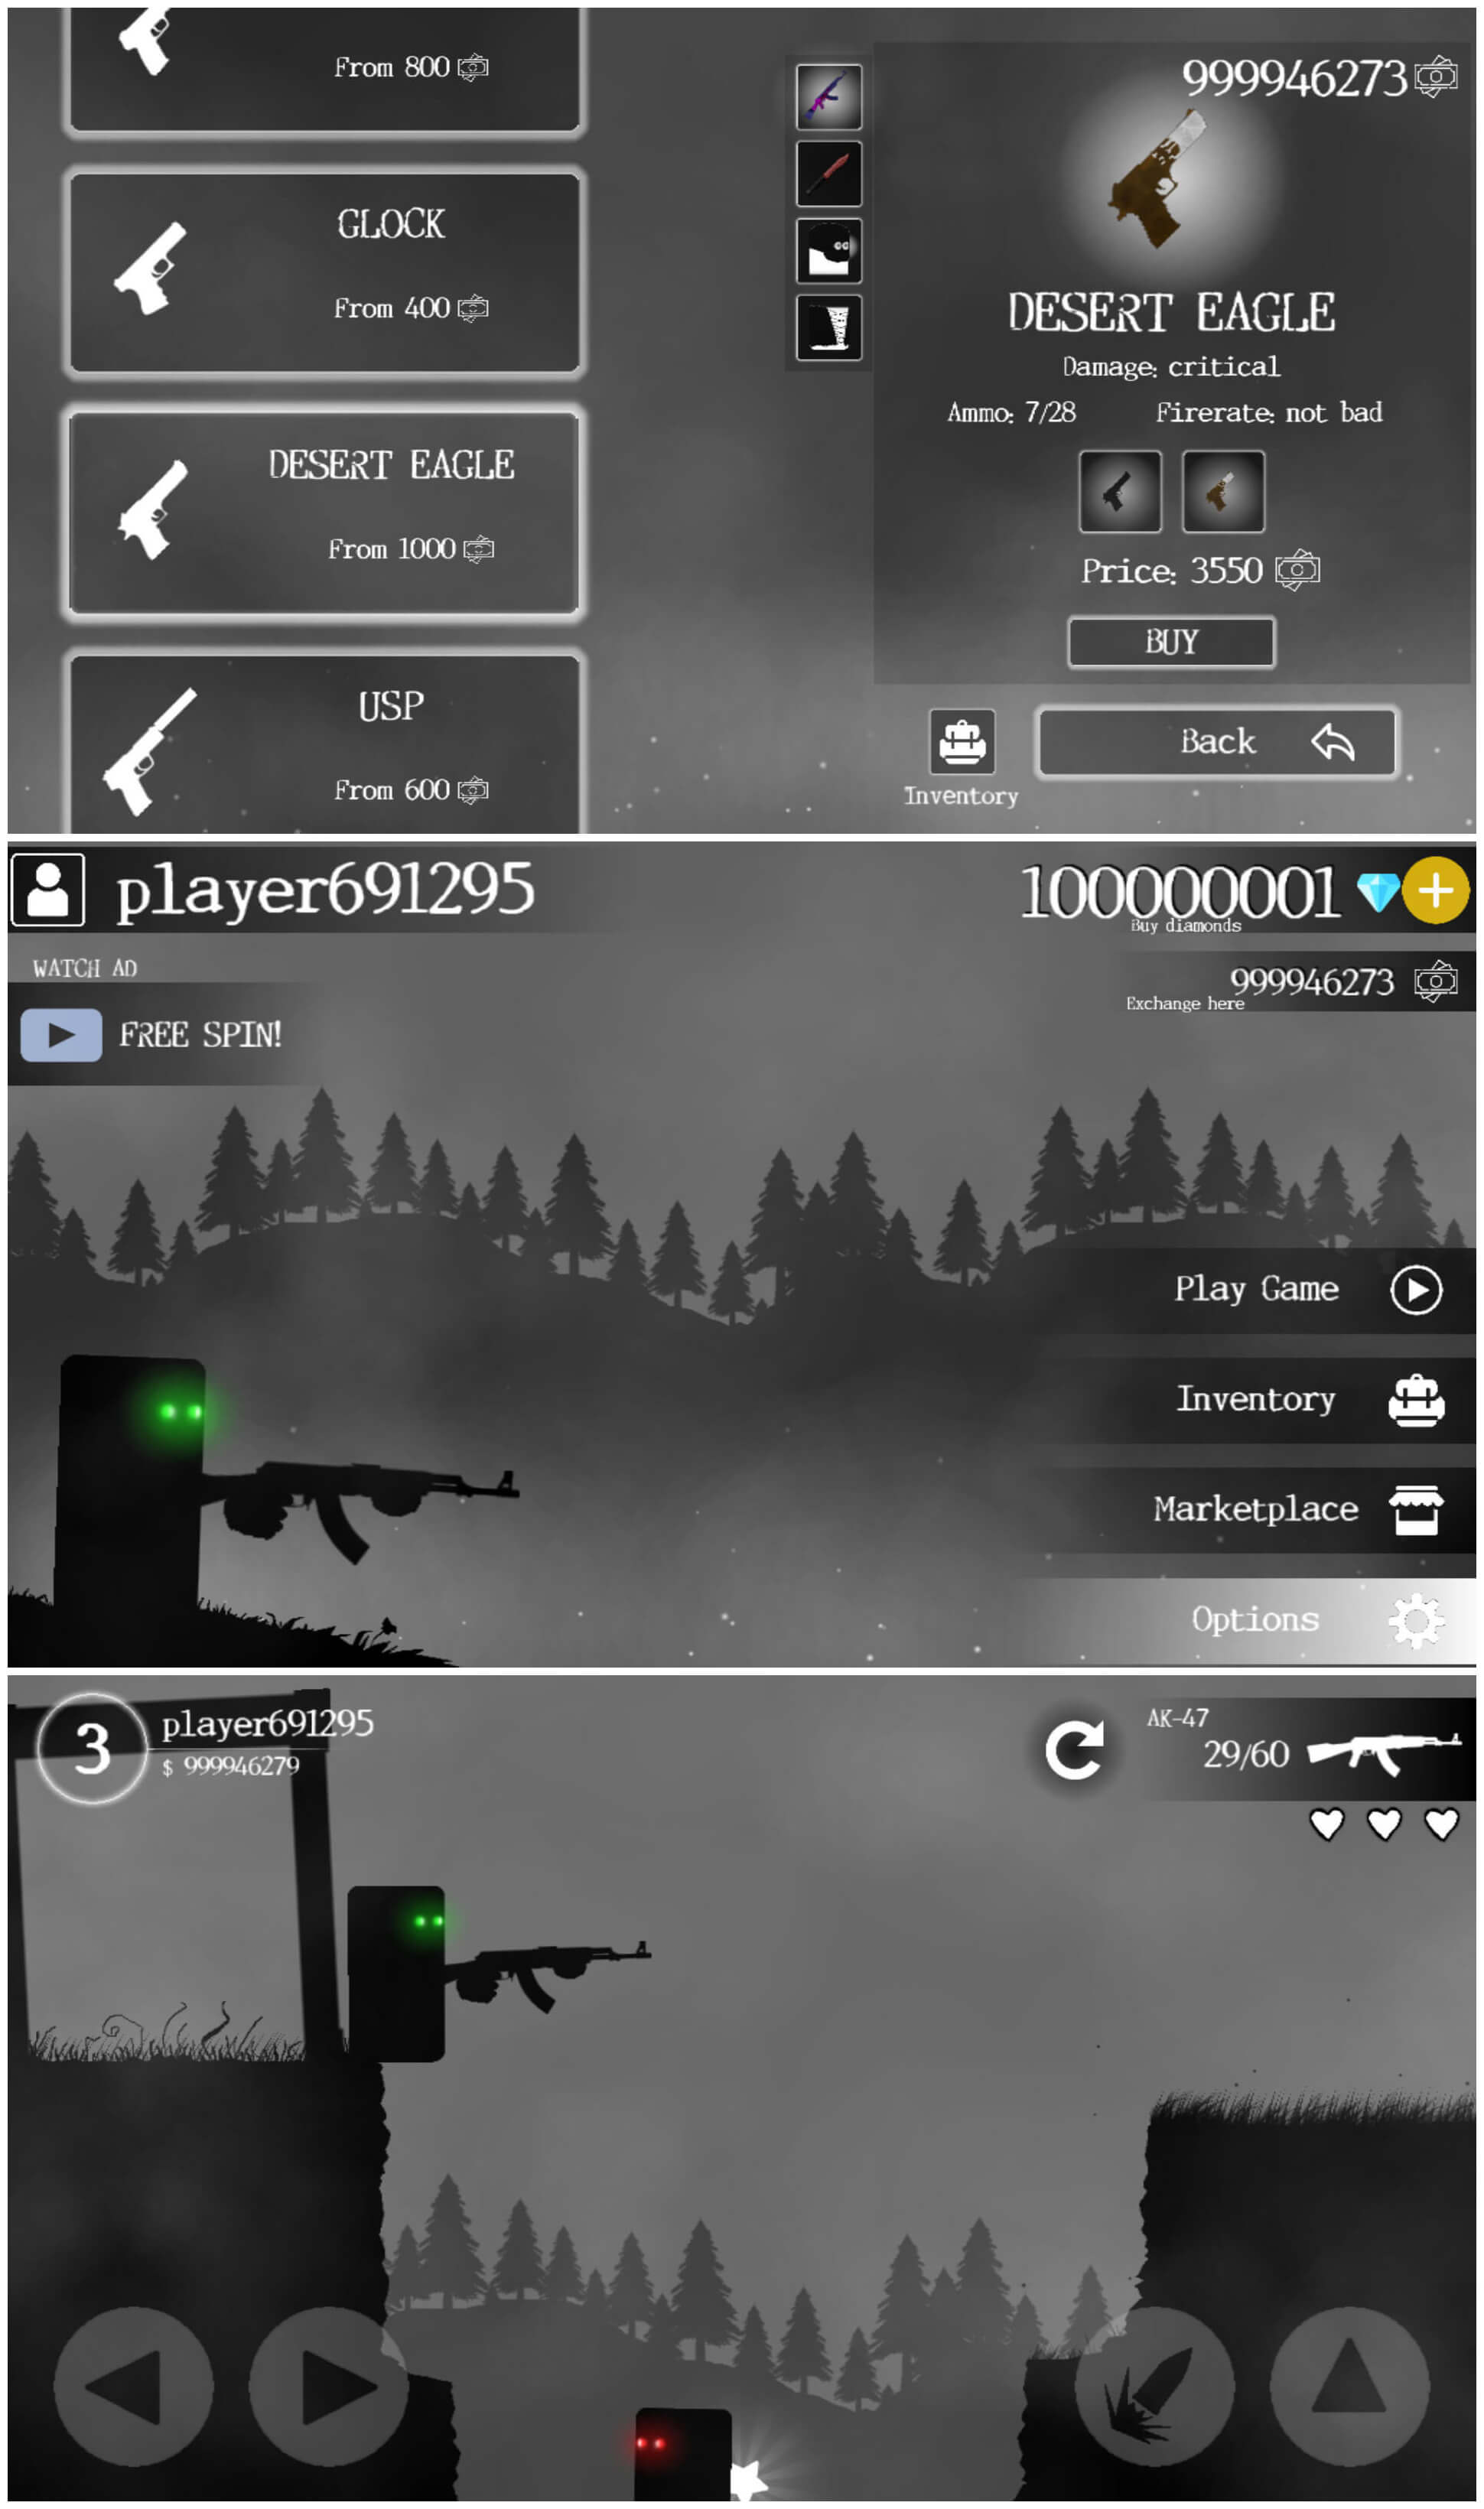 From 800
GLOCK
From 400
DESERT EAGLE
From 1000
USP
From 600
999946273
DESERT EAGLE
Damage: critical
Ammo: 7/28 Firerate: not bad
Price: 3550
BUY
Back
Inventory
player691295
100000001
Buy diamonds
WATCH AD
999946273
Exchange here
FREE SPIN!
Play Game
Inventory
Marketplace
Options
3
player691295
$ 999946279
AK-47
29/60